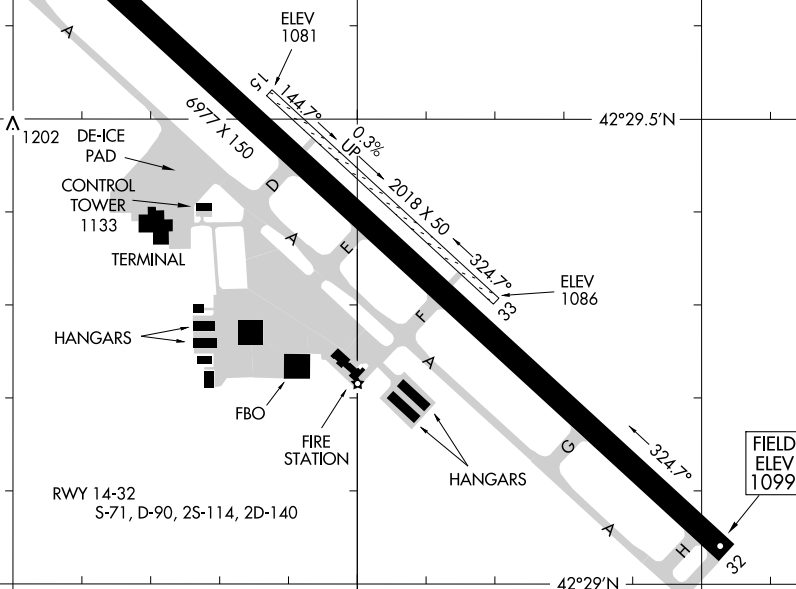 A
ELEV
1081
15
144.7°
6977 X 150
0.3%
UP
42°29.5'N
1202
DE-ICE
PAD
CONTROL
TOWER
1133
TERMINAL
D
2018 X 50
A
E
324.7°
ELEV
1086
33
F
HANGARS
A
FBO
FIRE
STATION
HANGARS
G
324.7°
FIELD
ELEV
1099
RWY 14-32
S-71, D-90, 2S-114, 2D-140
A
H
32
42°29'N